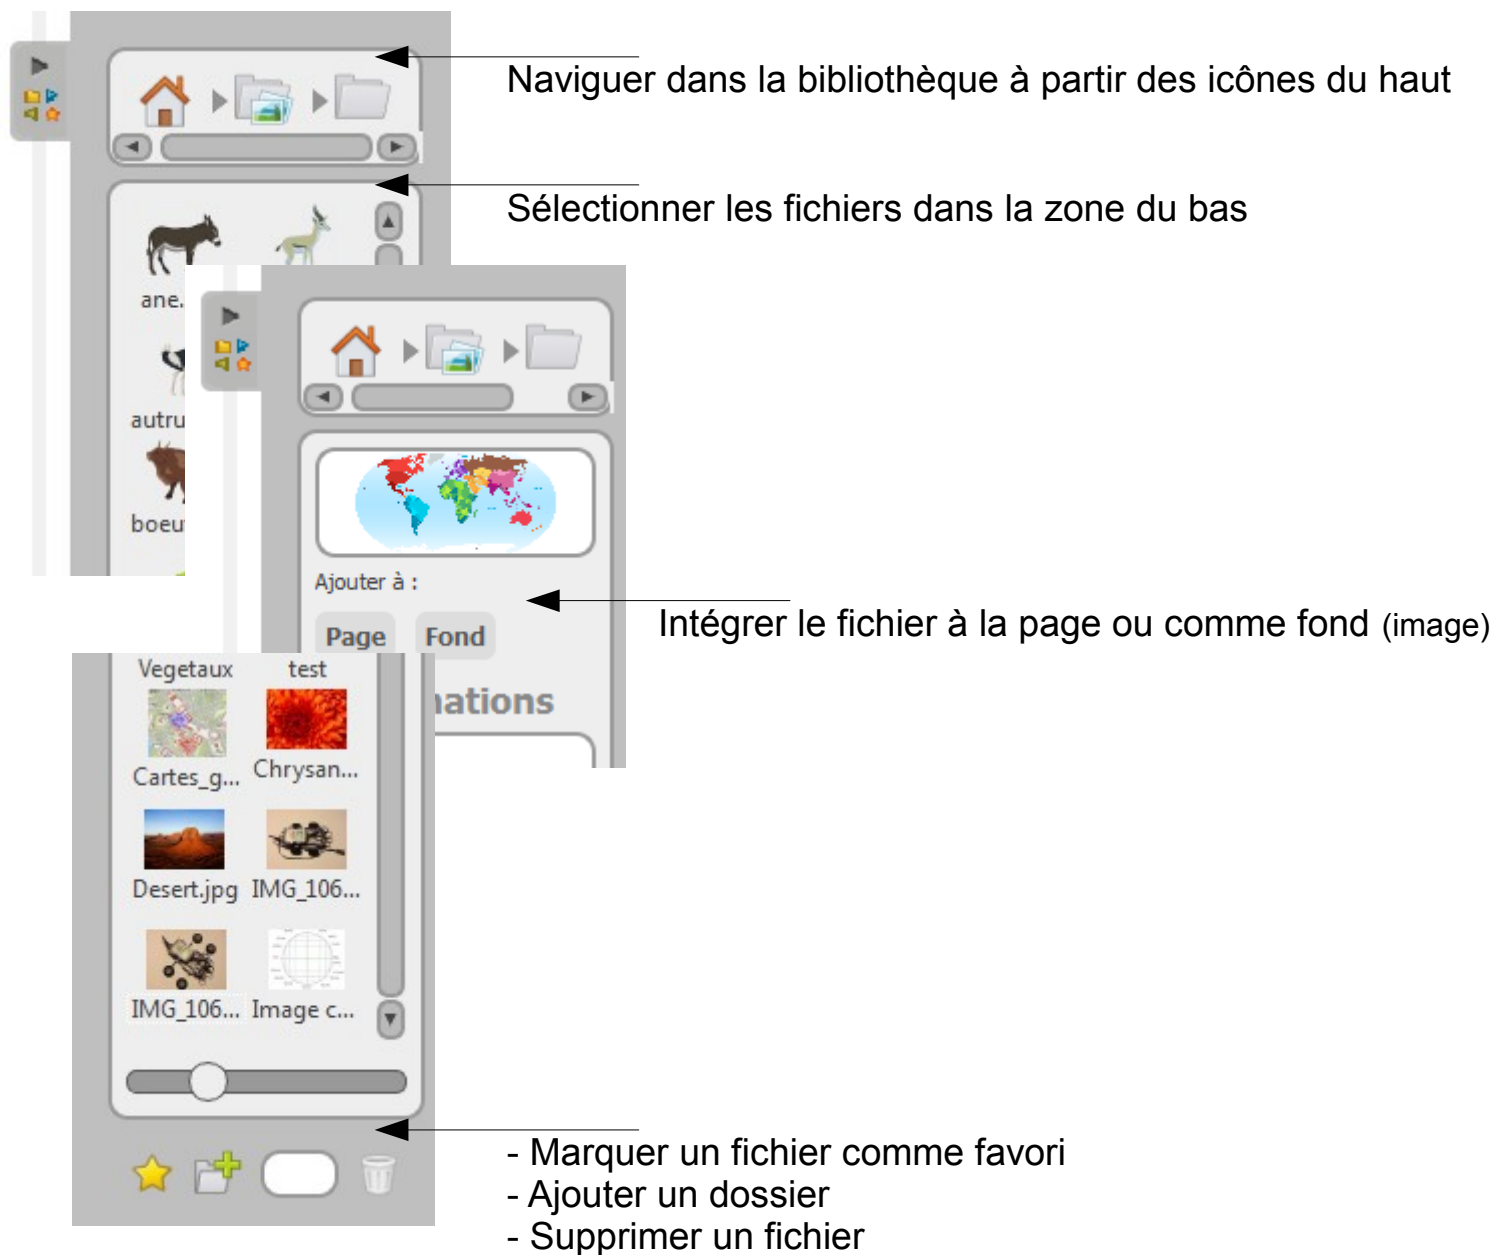 Naviguer dans la bibliothèque à partir des icônes du haut
Sélectionner les fichiers dans la zone du bas
ane.
autru
boeu
Ajouter à :
Page Fond
Intégrer le fichier à la page ou comme fond (image)
Vegetaux test
ations
Cartes_g... Chrysan...
Desert.jpg IMG_106...
IMG_106... Image c...
- Marquer un fichier comme favori
- Ajouter un dossier
- Supprimer un fichier